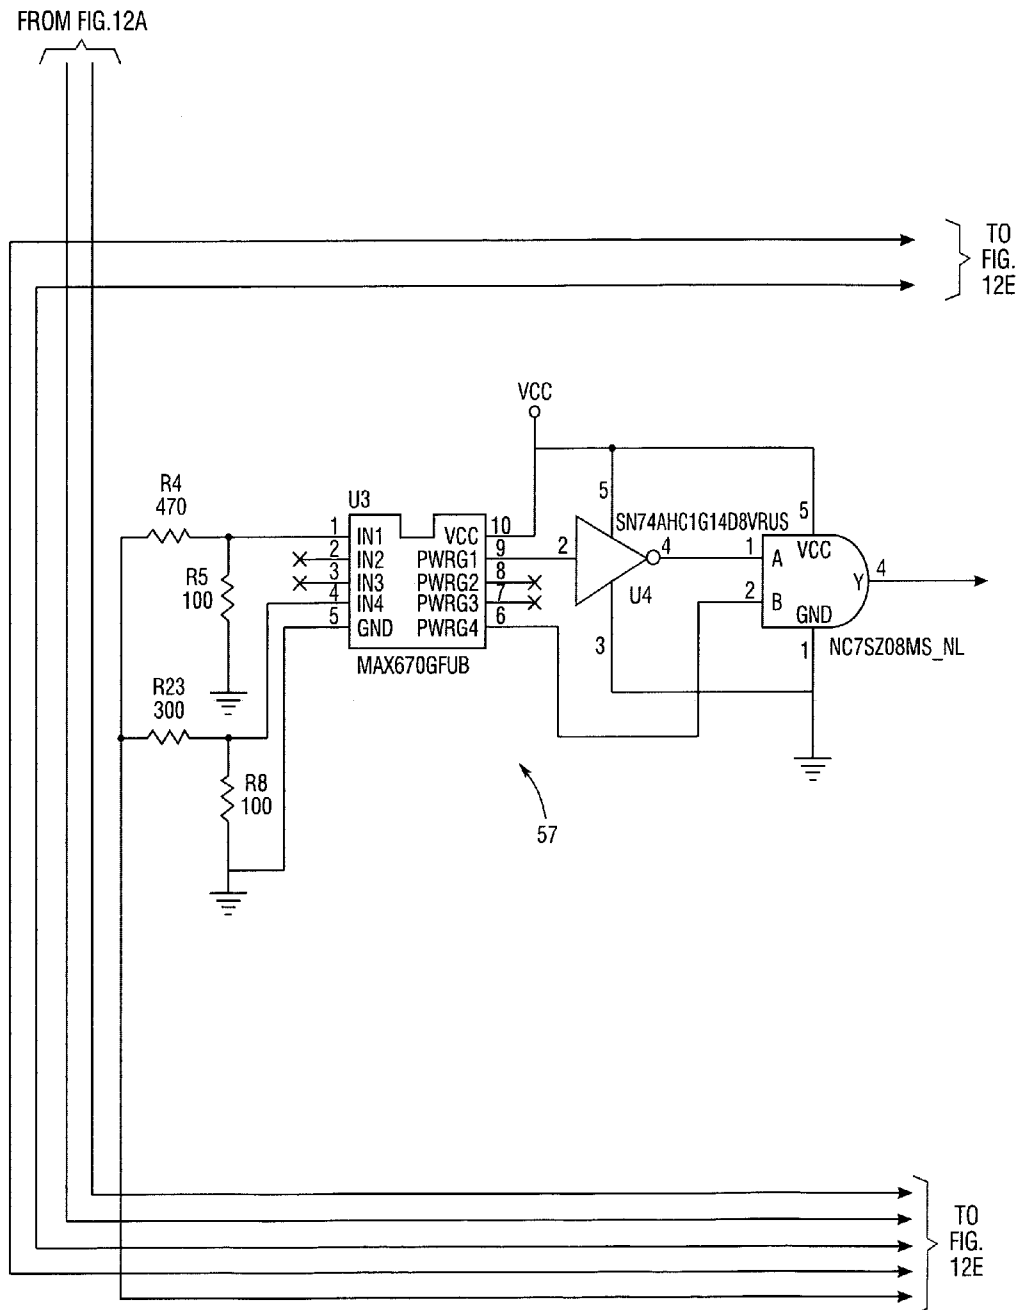 FROM FIG.12A
TO
FIG.
12E
VCC
R4
470
U3
1
IN1
VCC
10
2
IN2
PWRG1
9
3
IN3
PWRG2
8
4
IN4
PWRG3
7
5
GND
PWRG4
6
MAX670GFUB
R5
100
R23
300
R8
100
5
SN74AHC1G14D8VRUS
2
4
U4
3
5
VCC
1
A
2
B
Y
4
GND
1
NC7SZ08MS_NL
57
TO
FIG.
12E